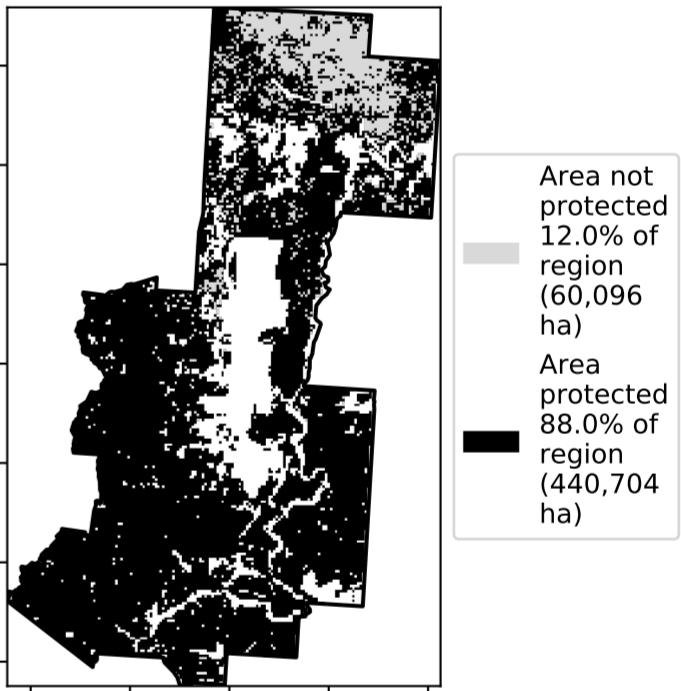 Area not
protected
12.0% of
region
(60,096
ha)
Area
protected
88.0% of
region
(440,704
ha)